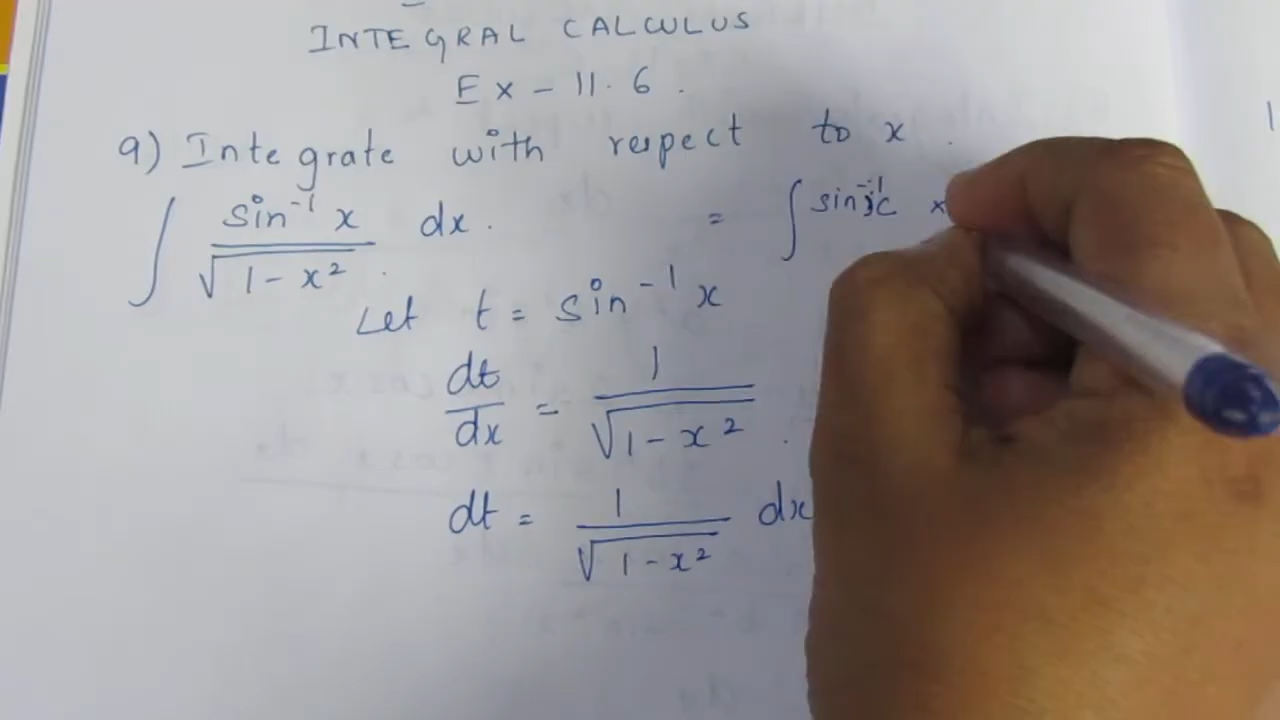 INTEGRAL CALCULUS
Ex - 11.6.
9) Integrate with respect to x.
∫ sin⁻¹ x / √(1-x²) dx. = ∫ sin⁻¹x ×
Let t = sin⁻¹ x
dt/dx = 1/√(1-x²).
dt = 1/√(1-x²) dx